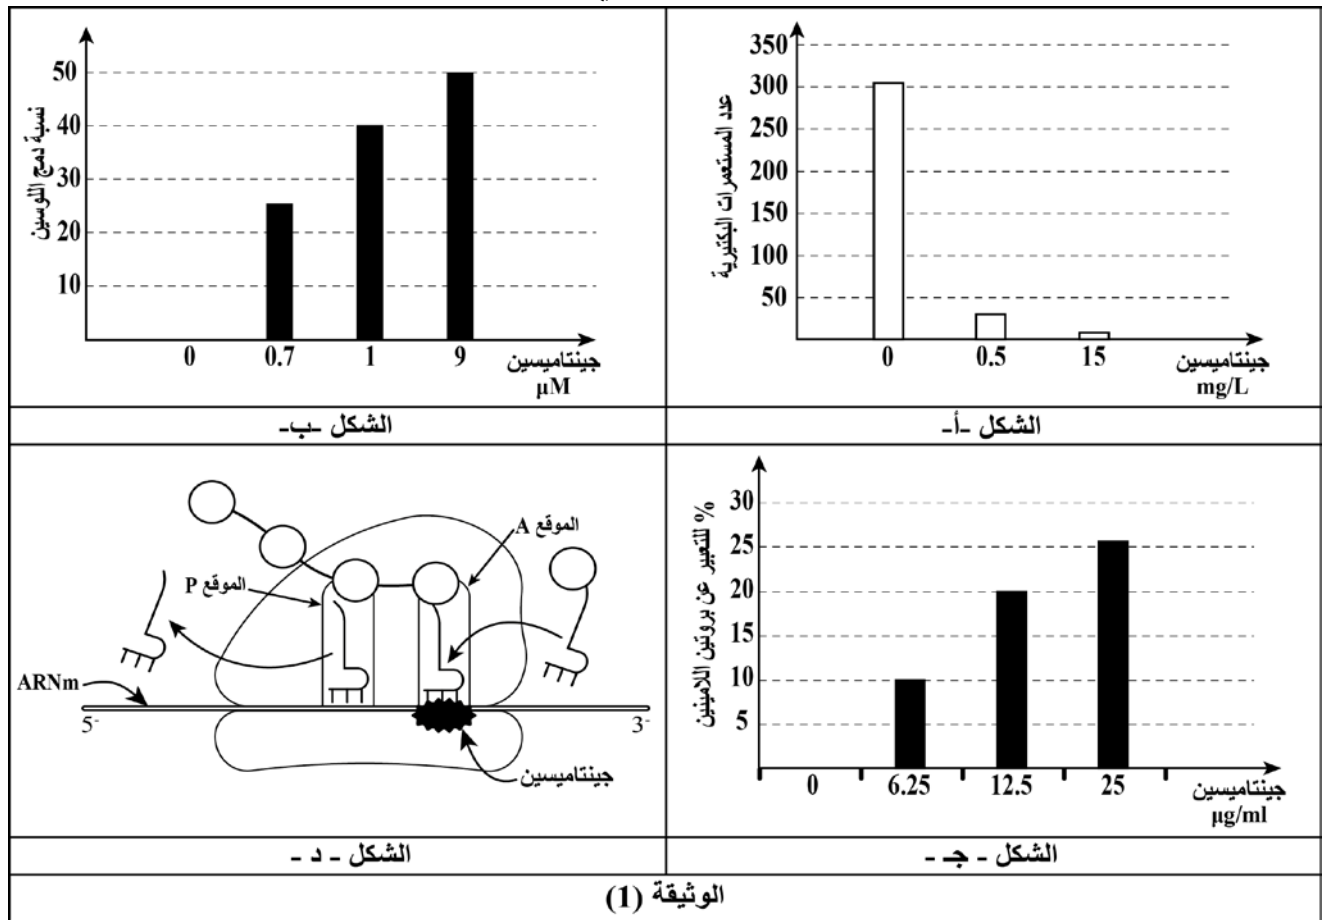 350
300
250
200
150
100
50
عدد المستعمرات البكتيرية
0
0.5
15
جينتاميسين
mg/L
الشكل -أ-
50
40
30
20
10
نسبة دمج اللوسين
0
0.7
1
9
جينتاميسين
µM
الشكل -ب-
30
25
20
15
10
5
% للتعبير عن بروتين اللامينين
0
6.25
12.5
25
جينتاميسين
µg/ml
الشكل - جـ -
الموقع A
الموقع P
ARNm
5-
3-
جينتاميسين
الشكل - د -
الوثيقة (1)